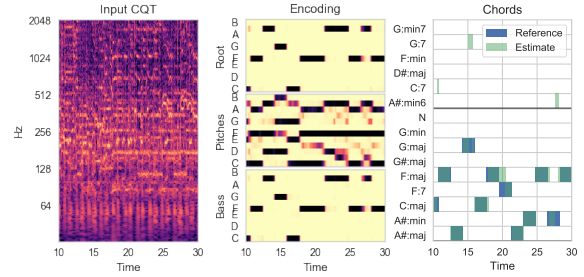 Input CQT
2048
1024
512
256
128
64
Hz
10
15
20
25
30
Time
Encoding
Root
B
A
G
F
E
D
C
Pitches
B
A
G
F
E
D
C
Bass
B
A
G
F
E
D
C
10
15
20
25
30
Time
Chords
Reference
Estimate
G:min7
G:7
F:min
D#:maj
C:7
A#:min6
N
G:min
G:maj
G#:maj
F:maj
F:7
C:maj
A#:min
A#:maj
10
15
20
25
30
Time